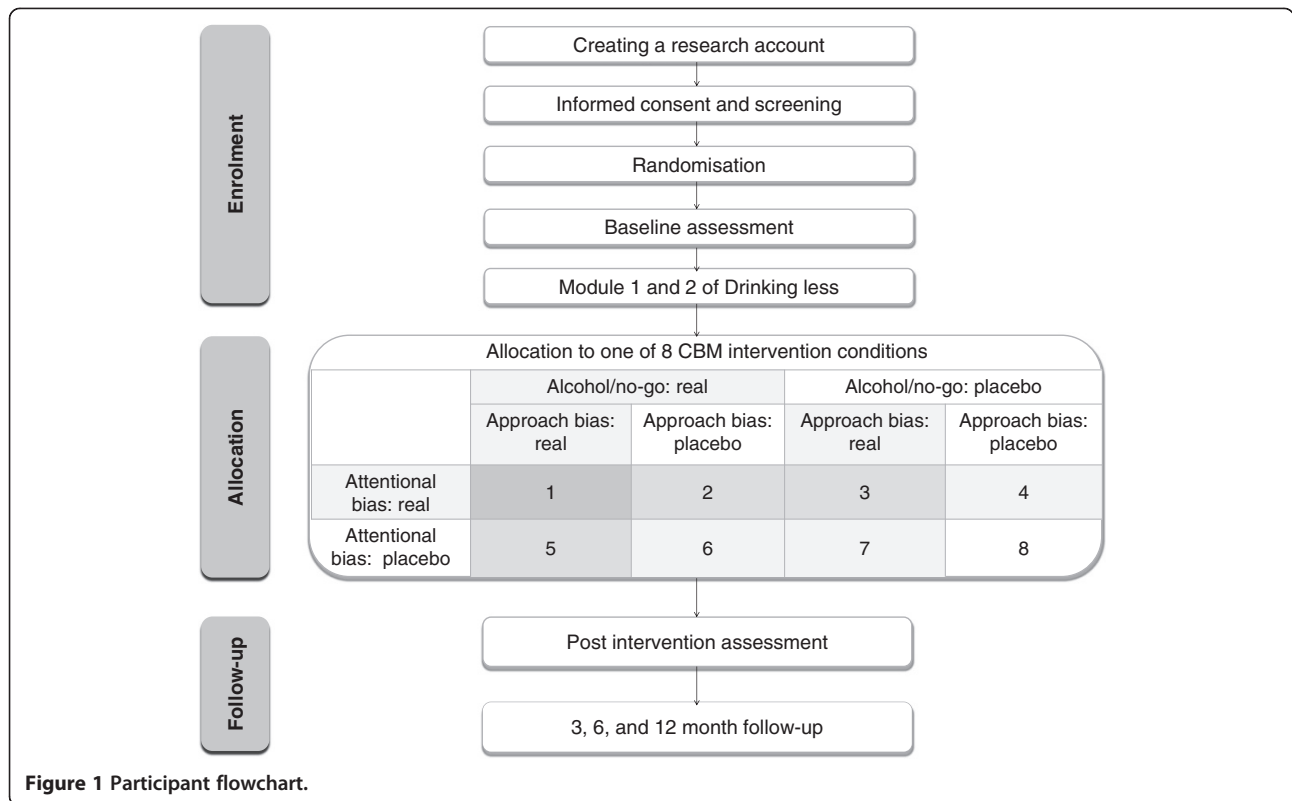 Enrolment
Creating a research account
Informed consent and screening
Randomisation
Baseline assessment
Module 1 and 2 of Drinking less
Allocation
Allocation to one of 8 CBM intervention conditions
Alcohol/no-go: real
Alcohol/no-go: placebo
Approach bias:
real
Approach bias:
placebo
Approach bias:
real
Approach bias:
placebo
Attentional
bias: real
1
2
3
4
Attentional
bias: placebo
5
6
7
8
Follow-up
Post intervention assessment
3, 6, and 12 month follow-up
Figure 1 Participant flowchart.